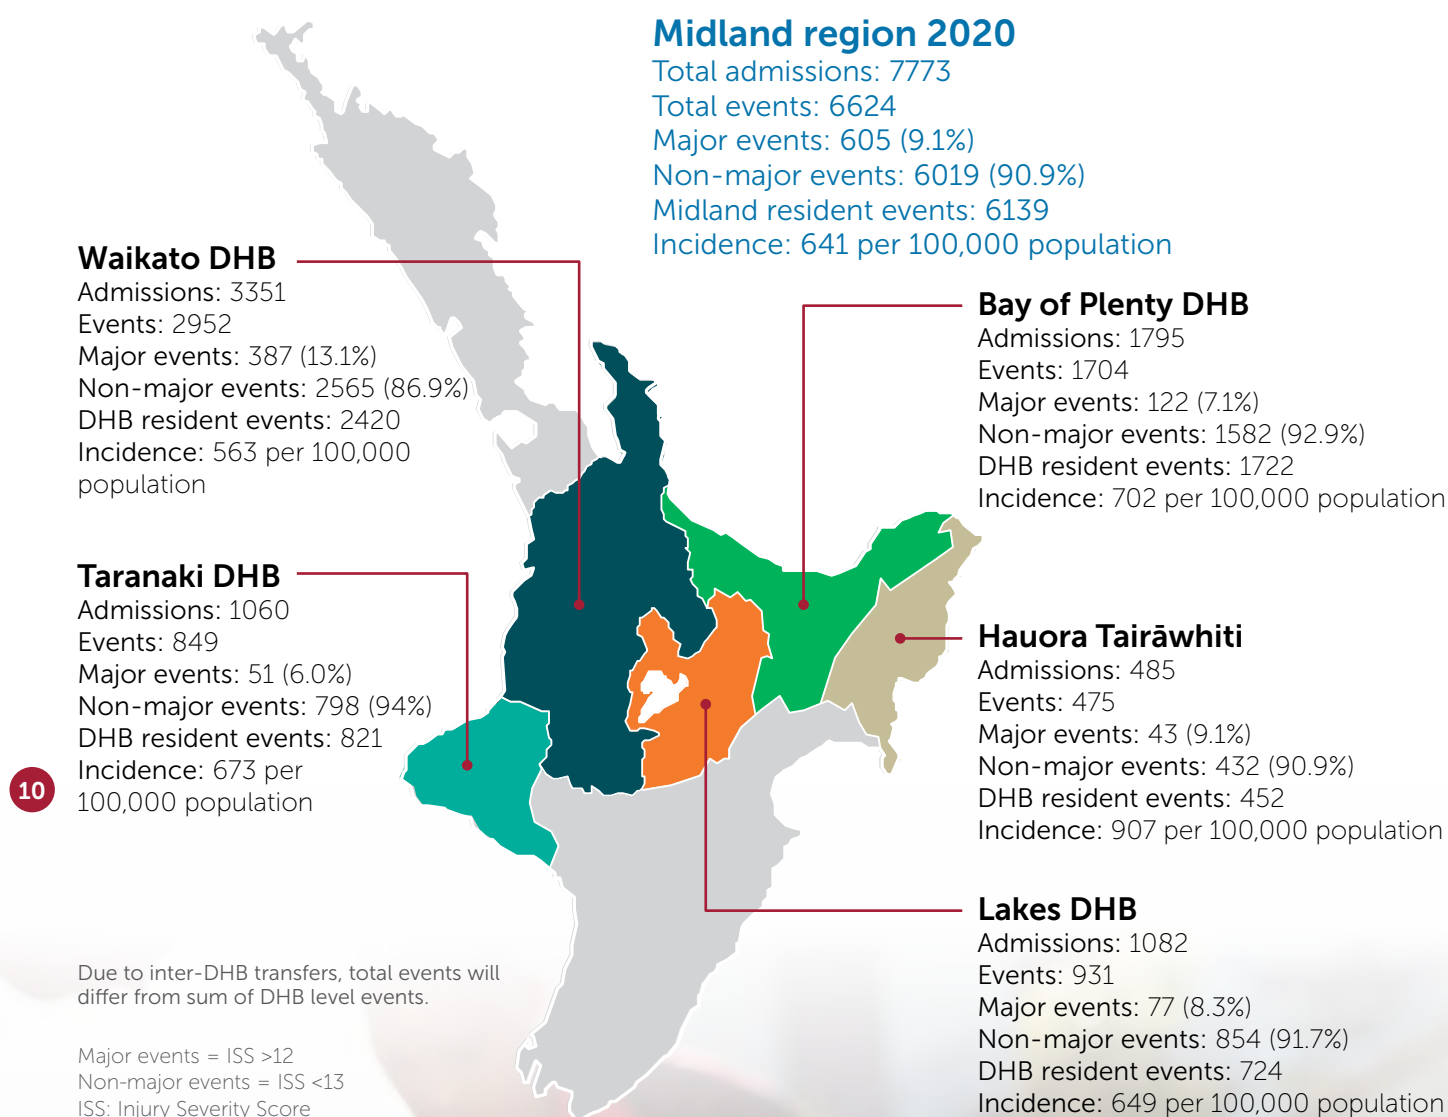 Midland region 2020
Total admissions: 7773
Total events: 6624
Major events: 605 (9.1%)
Non-major events: 6019 (90.9%)
Midland resident events: 6139
Incidence: 641 per 100,000 population
Waikato DHB
Admissions: 3351
Events: 2952
Major events: 387 (13.1%)
Non-major events: 2565 (86.9%)
DHB resident events: 2420
Incidence: 563 per 100,000
population
Bay of Plenty DHB
Admissions: 1795
Events: 1704
Major events: 122 (7.1%)
Non-major events: 1582 (92.9%)
DHB resident events: 1722
Incidence: 702 per 100,000 population
Taranaki DHB
Admissions: 1060
Events: 849
Major events: 51 (6.0%)
Non-major events: 798 (94%)
DHB resident events: 821
Incidence: 673 per
100,000 population
10
Hauora Tairāwhiti
Admissions: 485
Events: 475
Major events: 43 (9.1%)
Non-major events: 432 (90.9%)
DHB resident events: 452
Incidence: 907 per 100,000 population
Lakes DHB
Admissions: 1082
Events: 931
Major events: 77 (8.3%)
Non-major events: 854 (91.7%)
DHB resident events: 724
Incidence: 649 per 100,000 population
Due to inter-DHB transfers, total events will
differ from sum of DHB level events.
Major events = ISS >12
Non-major events = ISS <13
ISS: Injury Severity Score